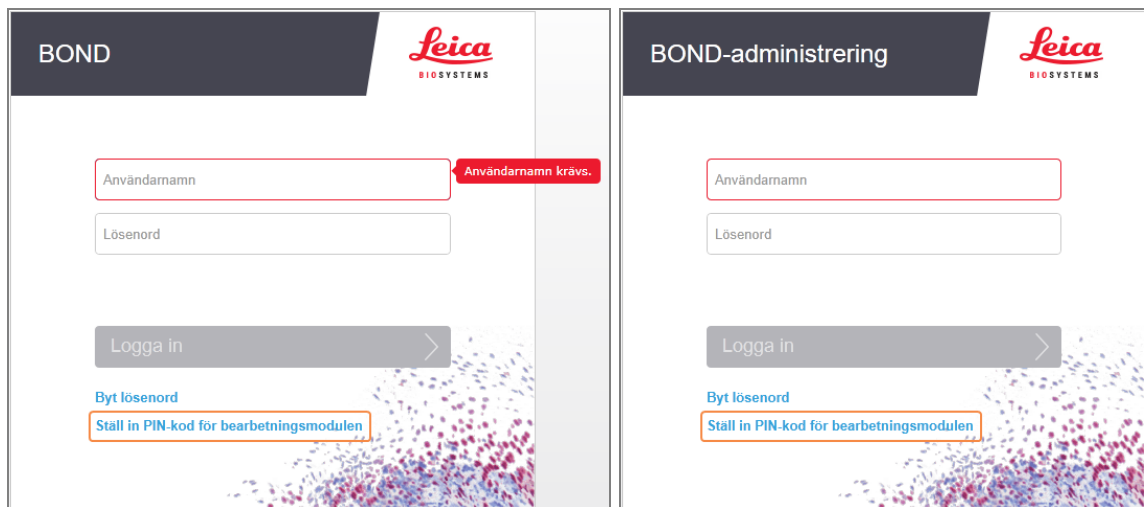 BOND
Leica
BIOSYSTEMS
Användarnamn
Användarnamn krävs.
Lösenord
Logga in
Byt lösenord
Ställ in PIN-kod för bearbetningsmodulen
BOND-administrering
Leica
BIOSYSTEMS
Användarnamn
Lösenord
Logga in
Byt lösenord
Ställ in PIN-kod för bearbetningsmodulen